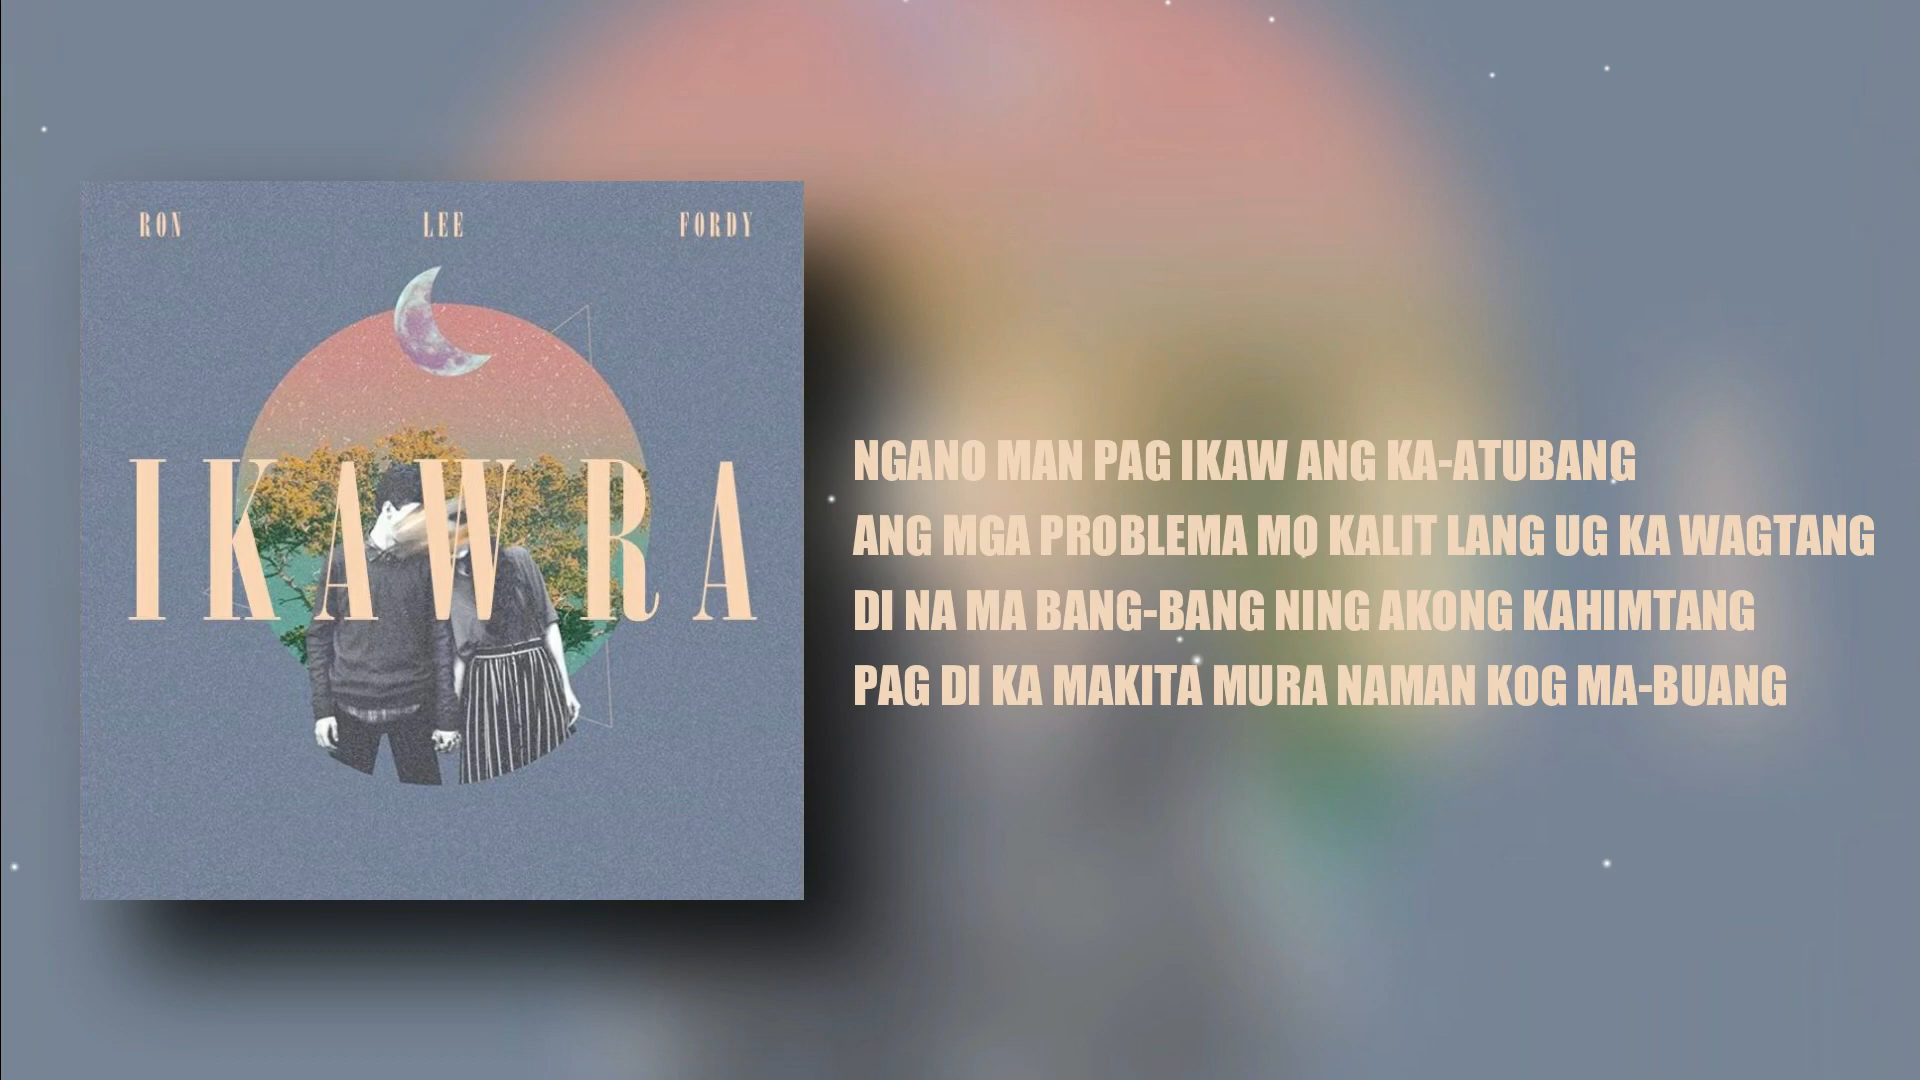 RON LEE FORDY
IKAW RA
NGANO MAN PAG IKAW ANG KA-ATUBANG
ANG MGA PROBLEMA MO KALIT LANG UG KA WAGTANG
DI NA MA BANG-BANG NING AKONG KAHIMTANG
PAG DI KA MAKITA MURA NAMAN KOG MA-BUANG